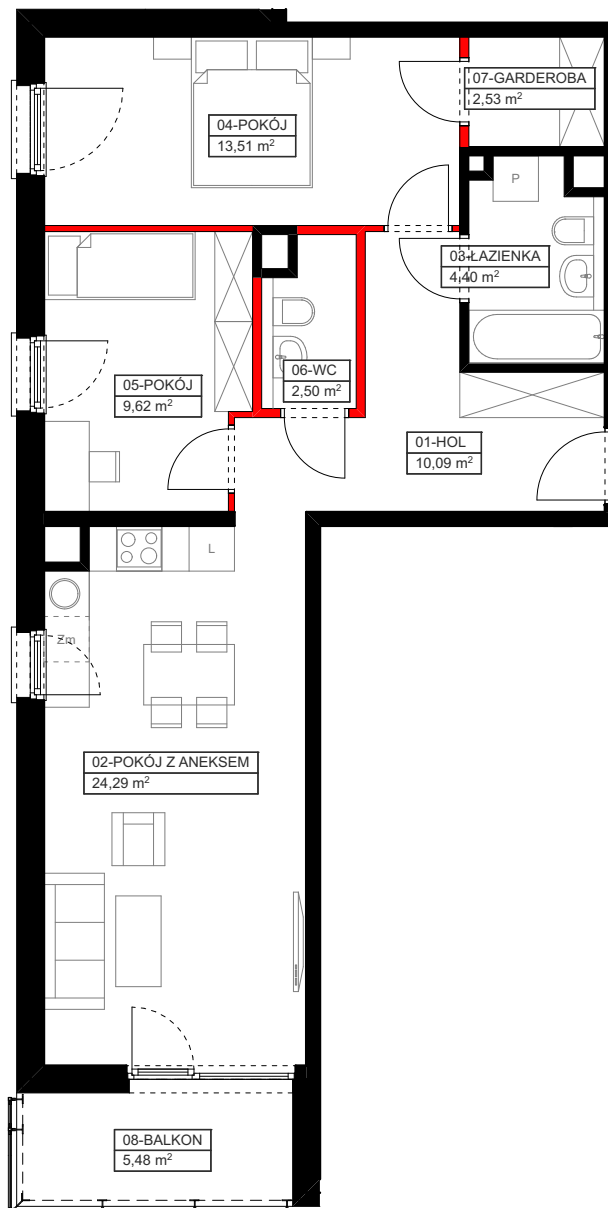 07-GARDEROBA
2,53 m²
04-POKÓJ
13,51 m²
P
03-ŁAZIENKA
4,40 m²
06-WC
2,50 m²
05-POKÓJ
9,62 m²
01-HOL
10,09 m²
L
Zm
02-POKÓJ Z ANEKSEM
24,29 m²
08-BALKON
5,48 m²